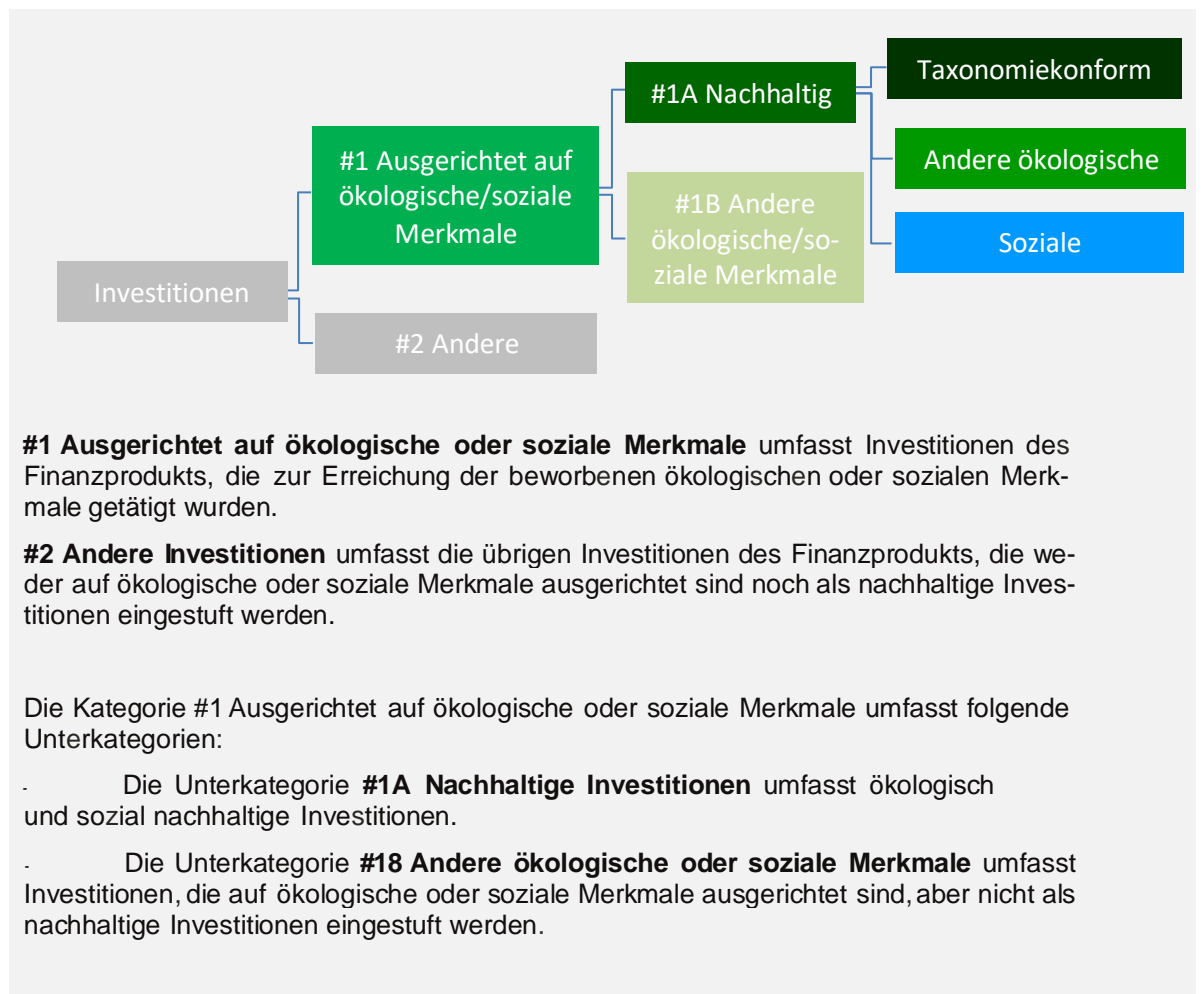 Taxonomiekonform
#1A Nachhaltig
#1 Ausgerichtet auf
ökologische/soziale
Merkmale
Andere ökologische
#1B Andere
ökologische/so-
ziale Merkmale
Soziale
Investitionen
#2 Andere
#1 Ausgerichtet auf ökologische oder soziale Merkmale umfasst Investitionen des
Finanzprodukts, die zur Erreichung der beworbenen ökologischen oder sozialen Merk-
male getätigt wurden.
#2 Andere Investitionen umfasst die übrigen Investitionen des Finanzprodukts, die we-
der auf ökologische oder soziale Merkmale ausgerichtet sind noch als nachhaltige Inves-
titionen eingestuft werden.
Die Kategorie #1 Ausgerichtet auf ökologische oder soziale Merkmale umfasst folgende
Unterkategorien:
- Die Unterkategorie #1A Nachhaltige Investitionen umfasst ökologisch
und sozial nachhaltige Investitionen.
- Die Unterkategorie #18 Andere ökologische oder soziale Merkmale umfasst
Investitionen, die auf ökologische oder soziale Merkmale ausgerichtet sind, aber nicht als
nachhaltige Investitionen eingestuft werden.